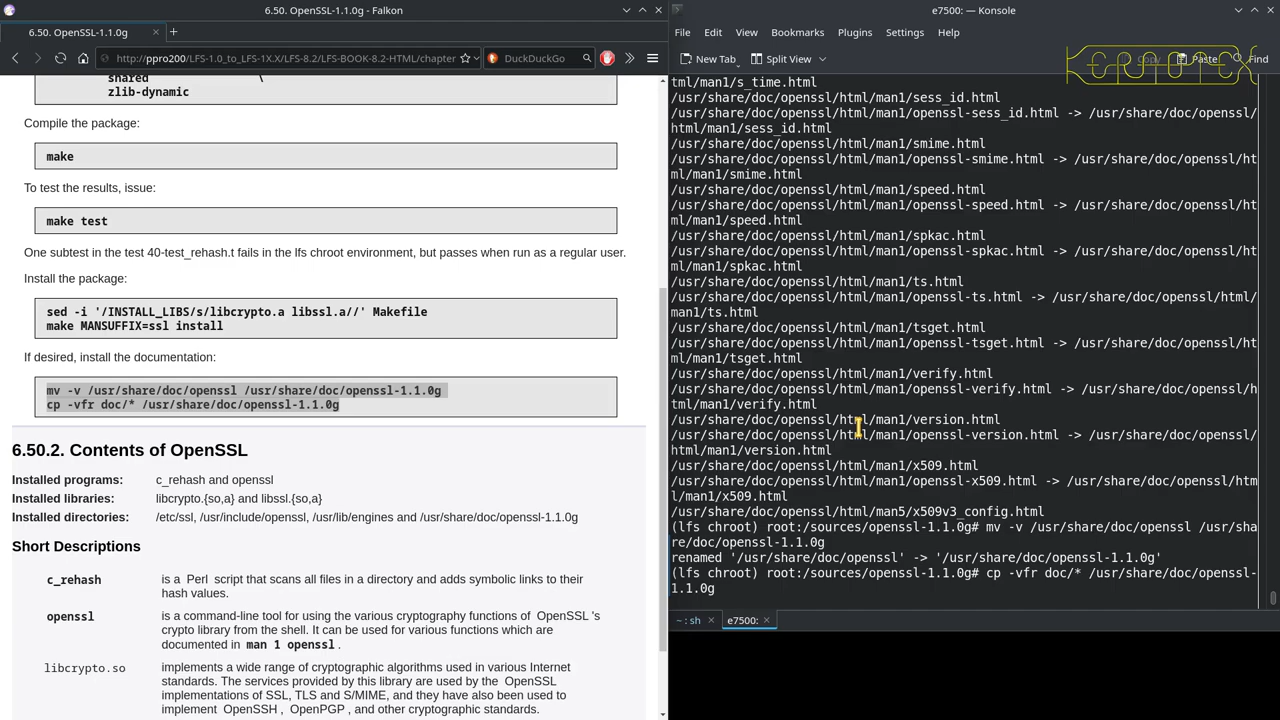 6.50. OpenSSL-1.1.0g - Falkon
6.50. OpenSSL-1.1.0g
http://ppro200/LFS-1.0_to_LFS-1X.X/LFS-8.2/LFS-BOOK-8.2-HTML/chapter
DuckDuckGo
shared \
zlib-dynamic
Compile the package:
make
To test the results, issue:
make test
One subtest in the test 40-test_rehash.t fails in the lfs chroot environment, but passes when run as a regular user.
Install the package:
sed -i '/INSTALL_LIBS/s/libcrypto.a libssl.a//' Makefile
make MANSUFFIX=ssl install
If desired, install the documentation:
mv -v /usr/share/doc/openssl /usr/share/doc/openssl-1.1.0g
cp -vfr doc/* /usr/share/doc/openssl-1.1.0g
6.50.2. Contents of OpenSSL
Installed programs: c_rehash and openssl
Installed libraries: libcrypto.{so,a} and libssl.{so,a}
Installed directories: /etc/ssl, /usr/include/openssl, /usr/lib/engines and /usr/share/doc/openssl-1.1.0g
Short Descriptions
c_rehash is a Perl script that scans all files in a directory and adds symbolic links to their
hash values.
openssl is a command-line tool for using the various cryptography functions of OpenSSL 's
crypto library from the shell. It can be used for various functions which are
documented in man 1 openssl .
libcrypto.so implements a wide range of cryptographic algorithms used in various Internet
standards. The services provided by this library are used by the OpenSSL
implementations of SSL, TLS and S/MIME, and they have also been used to
implement OpenSSH , OpenPGP , and other cryptographic standards.
e7500: — Konsole
File Edit View Bookmarks Plugins Settings Help
New Tab Split View Copy Paste Find
tml/man1/s_time.html
/usr/share/doc/openssl/html/man1/sess_id.html
/usr/share/doc/openssl/html/man1/openssl-sess_id.html -> /usr/share/doc/openssl/
html/man1/sess_id.html
/usr/share/doc/openssl/html/man1/smime.html
/usr/share/doc/openssl/html/man1/openssl-smime.html -> /usr/share/doc/openssl/ht
ml/man1/smime.html
/usr/share/doc/openssl/html/man1/speed.html
/usr/share/doc/openssl/html/man1/openssl-speed.html -> /usr/share/doc/openssl/ht
ml/man1/speed.html
/usr/share/doc/openssl/html/man1/spkac.html
/usr/share/doc/openssl/html/man1/openssl-spkac.html -> /usr/share/doc/openssl/ht
ml/man1/spkac.html
/usr/share/doc/openssl/html/man1/ts.html
/usr/share/doc/openssl/html/man1/openssl-ts.html -> /usr/share/doc/openssl/html/
man1/ts.html
/usr/share/doc/openssl/html/man1/tsget.html
/usr/share/doc/openssl/html/man1/openssl-tsget.html -> /usr/share/doc/openssl/ht
ml/man1/tsget.html
/usr/share/doc/openssl/html/man1/verify.html
/usr/share/doc/openssl/html/man1/openssl-verify.html -> /usr/share/doc/openssl/h
tml/man1/verify.html
/usr/share/doc/openssl/html/man1/version.html
/usr/share/doc/openssl/html/man1/openssl-version.html -> /usr/share/doc/openssl/
html/man1/version.html
/usr/share/doc/openssl/html/man1/x509.html
/usr/share/doc/openssl/html/man1/openssl-x509.html -> /usr/share/doc/openssl/htm
l/man1/x509.html
/usr/share/doc/openssl/html/man5/x509v3_config.html
(lfs chroot) root:/sources/openssl-1.1.0g# mv -v /usr/share/doc/openssl /usr/sha
re/doc/openssl-1.1.0g
renamed '/usr/share/doc/openssl' -> '/usr/share/doc/openssl-1.1.0g'
(lfs chroot) root:/sources/openssl-1.1.0g# cp -vfr doc/* /usr/share/doc/openssl-
1.1.0g
~ : sh e7500: